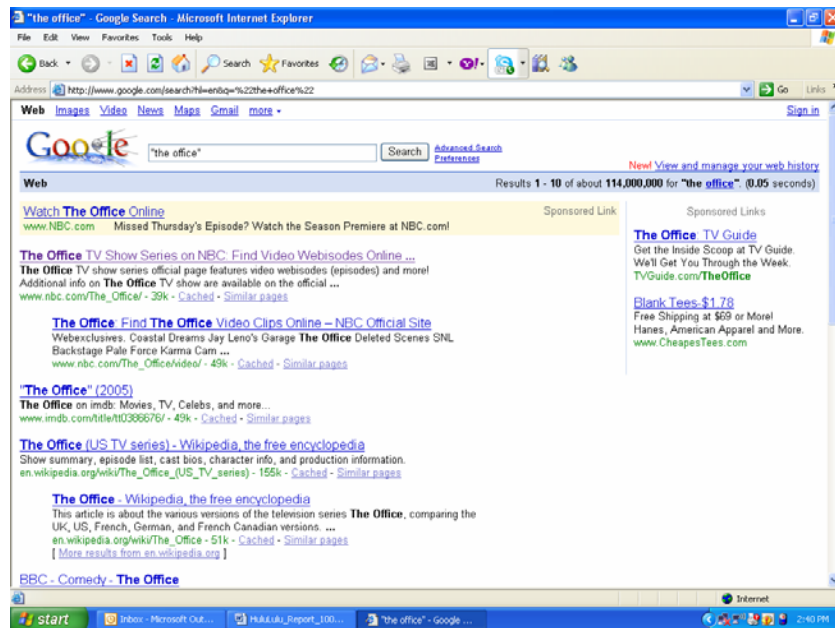 "the office" - Google Search - Microsoft Internet Explorer
File Edit View Favorites Tools Help
Back Search Favorites
Address http://www.google.com/search?hl=en&q=%22the+office%22 Go Links
Web Images Video News Maps Gmail more Sign in
Google "the office" Search Advanced Search
Preferences
New! View and manage your web history
Web Results 1 - 10 of about 114,000,000 for "the office". (0.05 seconds)
Watch The Office Online Sponsored Link
www.NBC.com Missed Thursday's Episode? Watch the Season Premiere at NBC.com!
The Office TV Show Series on NBC: Find Video Webisodes Online ...
The Office TV show series official page features video webisodes (episodes) and more!
Additional info on The Office TV show are available on the official ...
www.nbc.com/The_Office/ - 39k - Cached - Similar pages
The Office: Find The Office Video Clips Online – NBC Official Site
Webexclusives. Coastal Dreams Jay Leno's Garage The Office Deleted Scenes SNL
Backstage Pale Force Karma Cam ...
www.nbc.com/The_Office/video/ - 49k - Cached - Similar pages
"The Office" (2005)
The Office on imdb: Movies, TV, Celebs, and more...
www.imdb.com/title/tt0386676/ - 49k - Cached - Similar pages
The Office (US TV series) - Wikipedia, the free encyclopedia
Show summary, episode list, cast bios, character info, and production information.
en.wikipedia.org/wiki/The_Office_(US_TV_series) - 155k - Cached - Similar pages
The Office - Wikipedia, the free encyclopedia
This article is about the various versions of the television series The Office, comparing the
UK, US, French, German, and French Canadian versions. ...
en.wikipedia.org/wiki/The_Office - 51k - Cached - Similar pages
[ More results from en.wikipedia.org ]
BBC - Comedy - The Office
Sponsored Links
The Office: TV Guide
Get the Inside Scoop at TV Guide.
We'll Get You Through the Week.
TVGuide.com/TheOffice
Blank Tees-$1.78
Free Shipping at $69 or More!
Hanes, American Apparel and More.
www.CheapesTees.com
Internet
start Inbox - Microsoft Out... HuluLulu_Report_100... "the office" - Google ... 2:40 PM